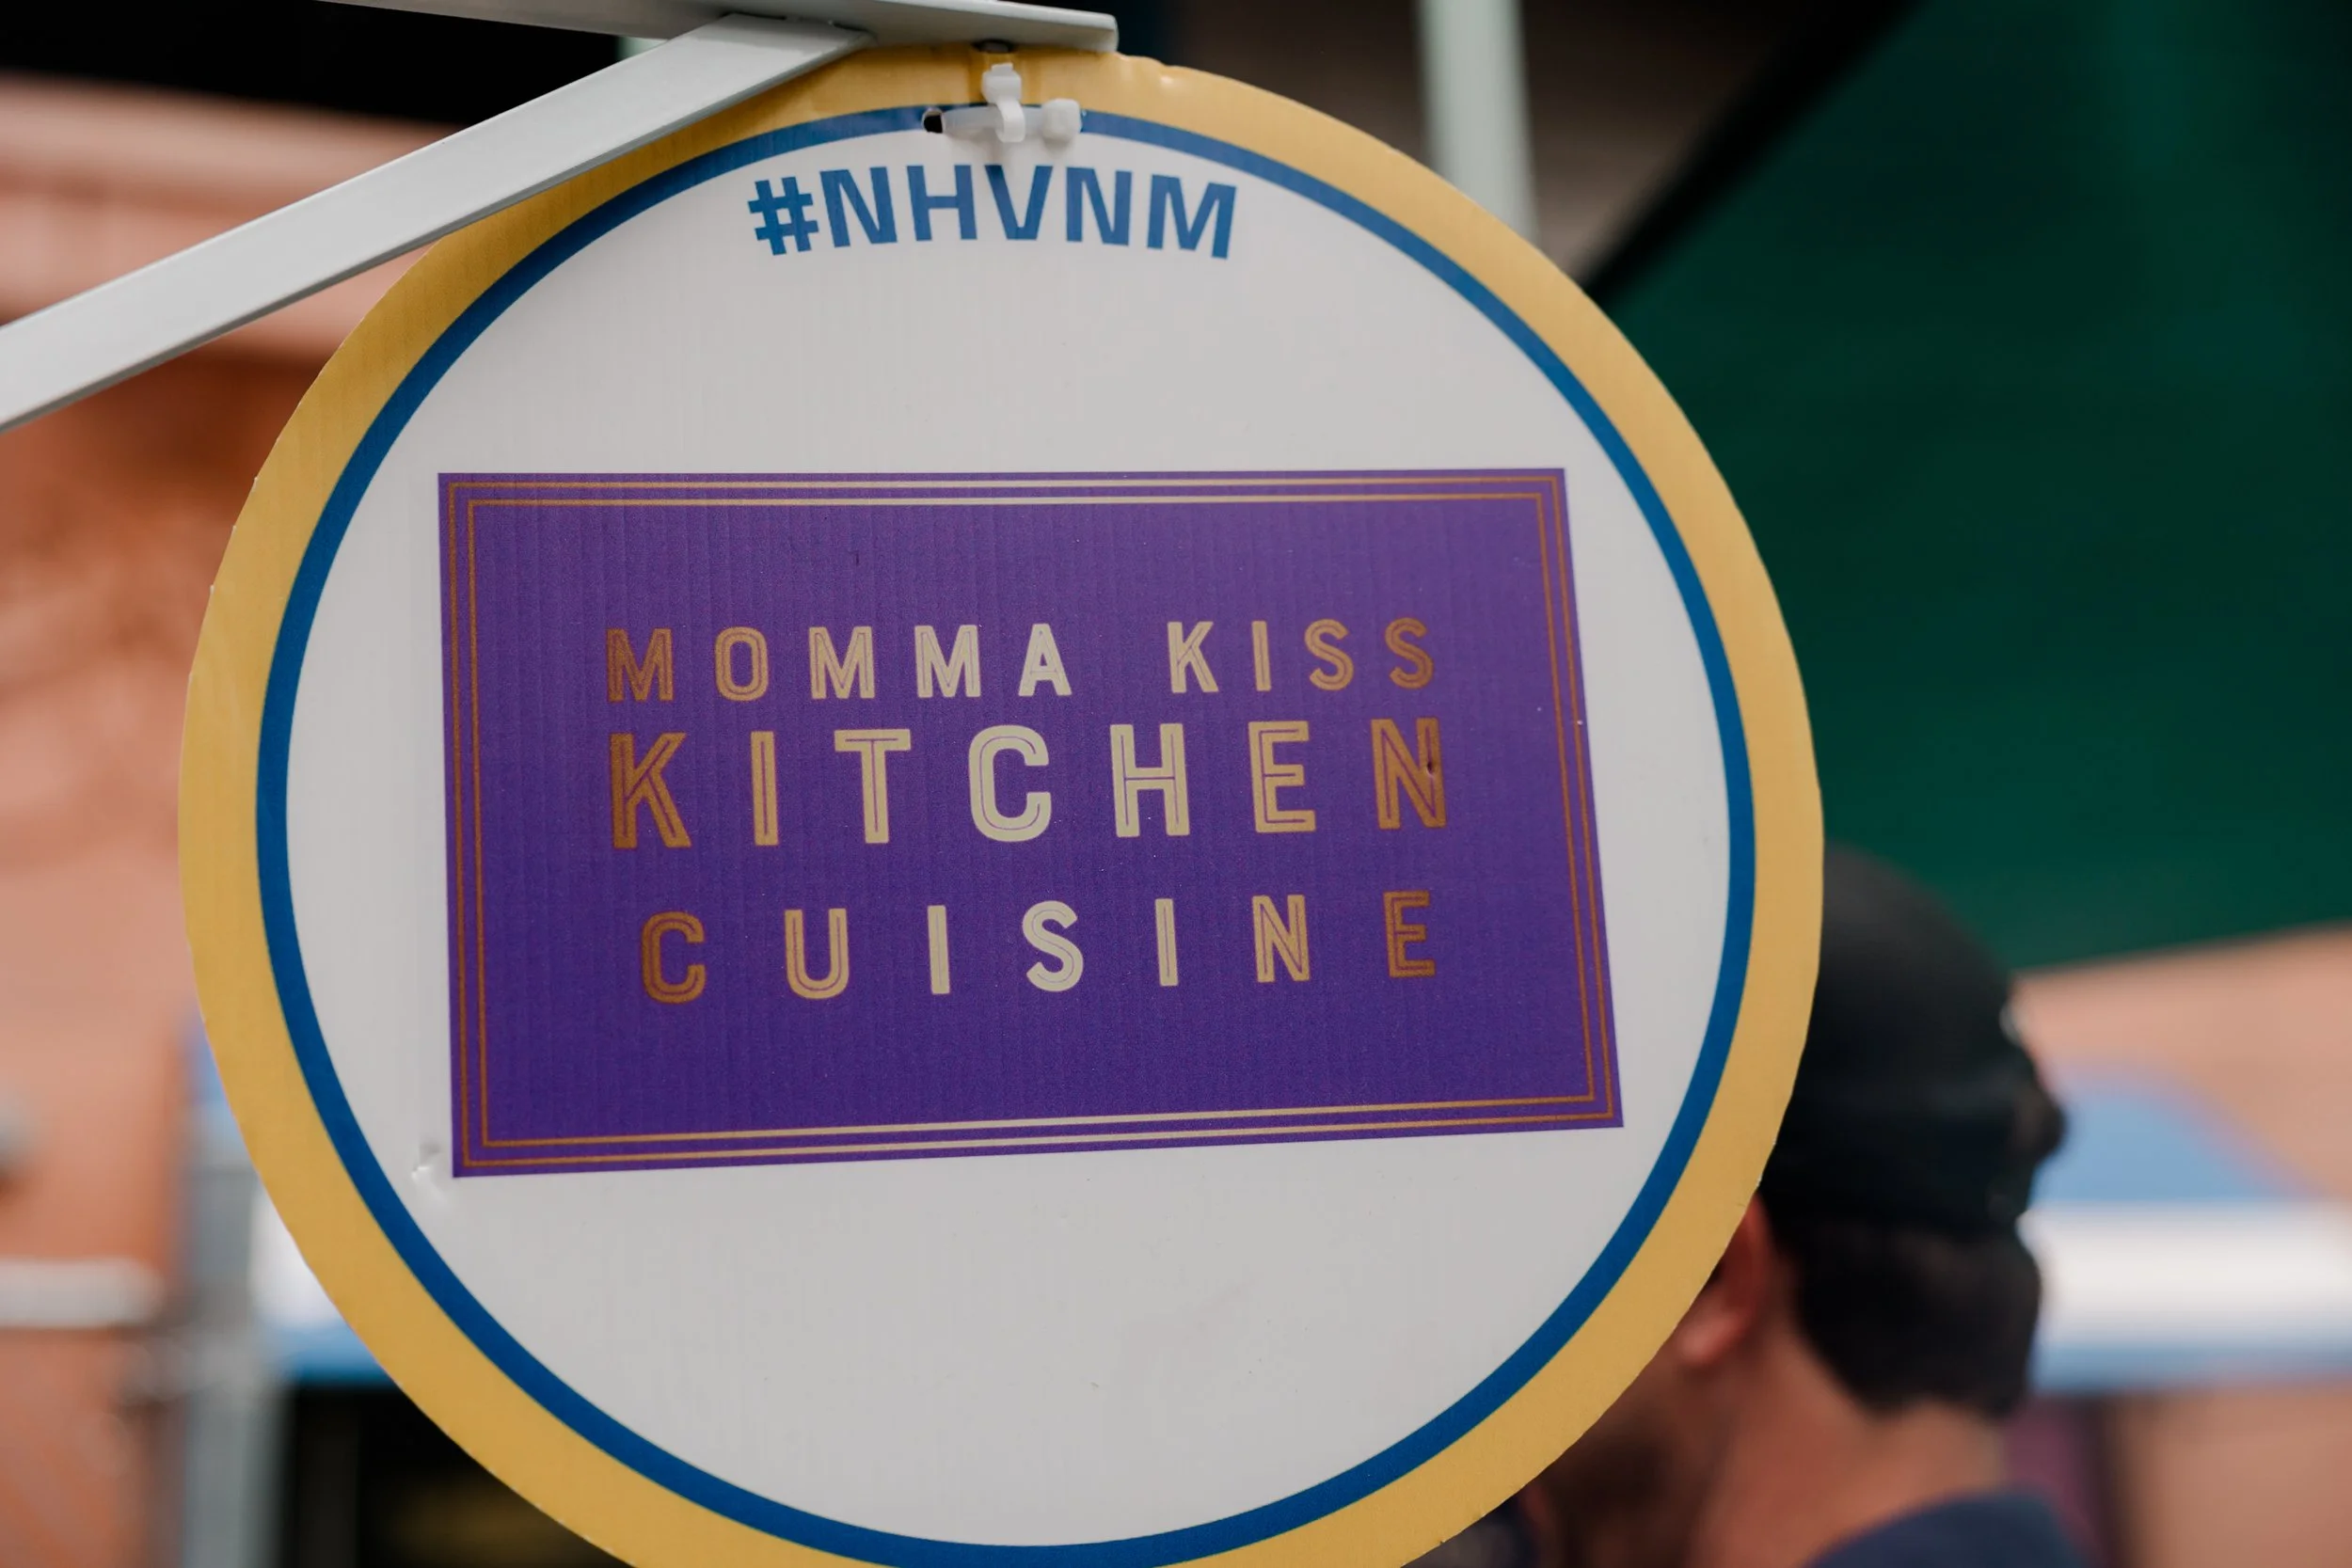 #NHVNM
MOMMA KISS
KITCHEN
CUISINE